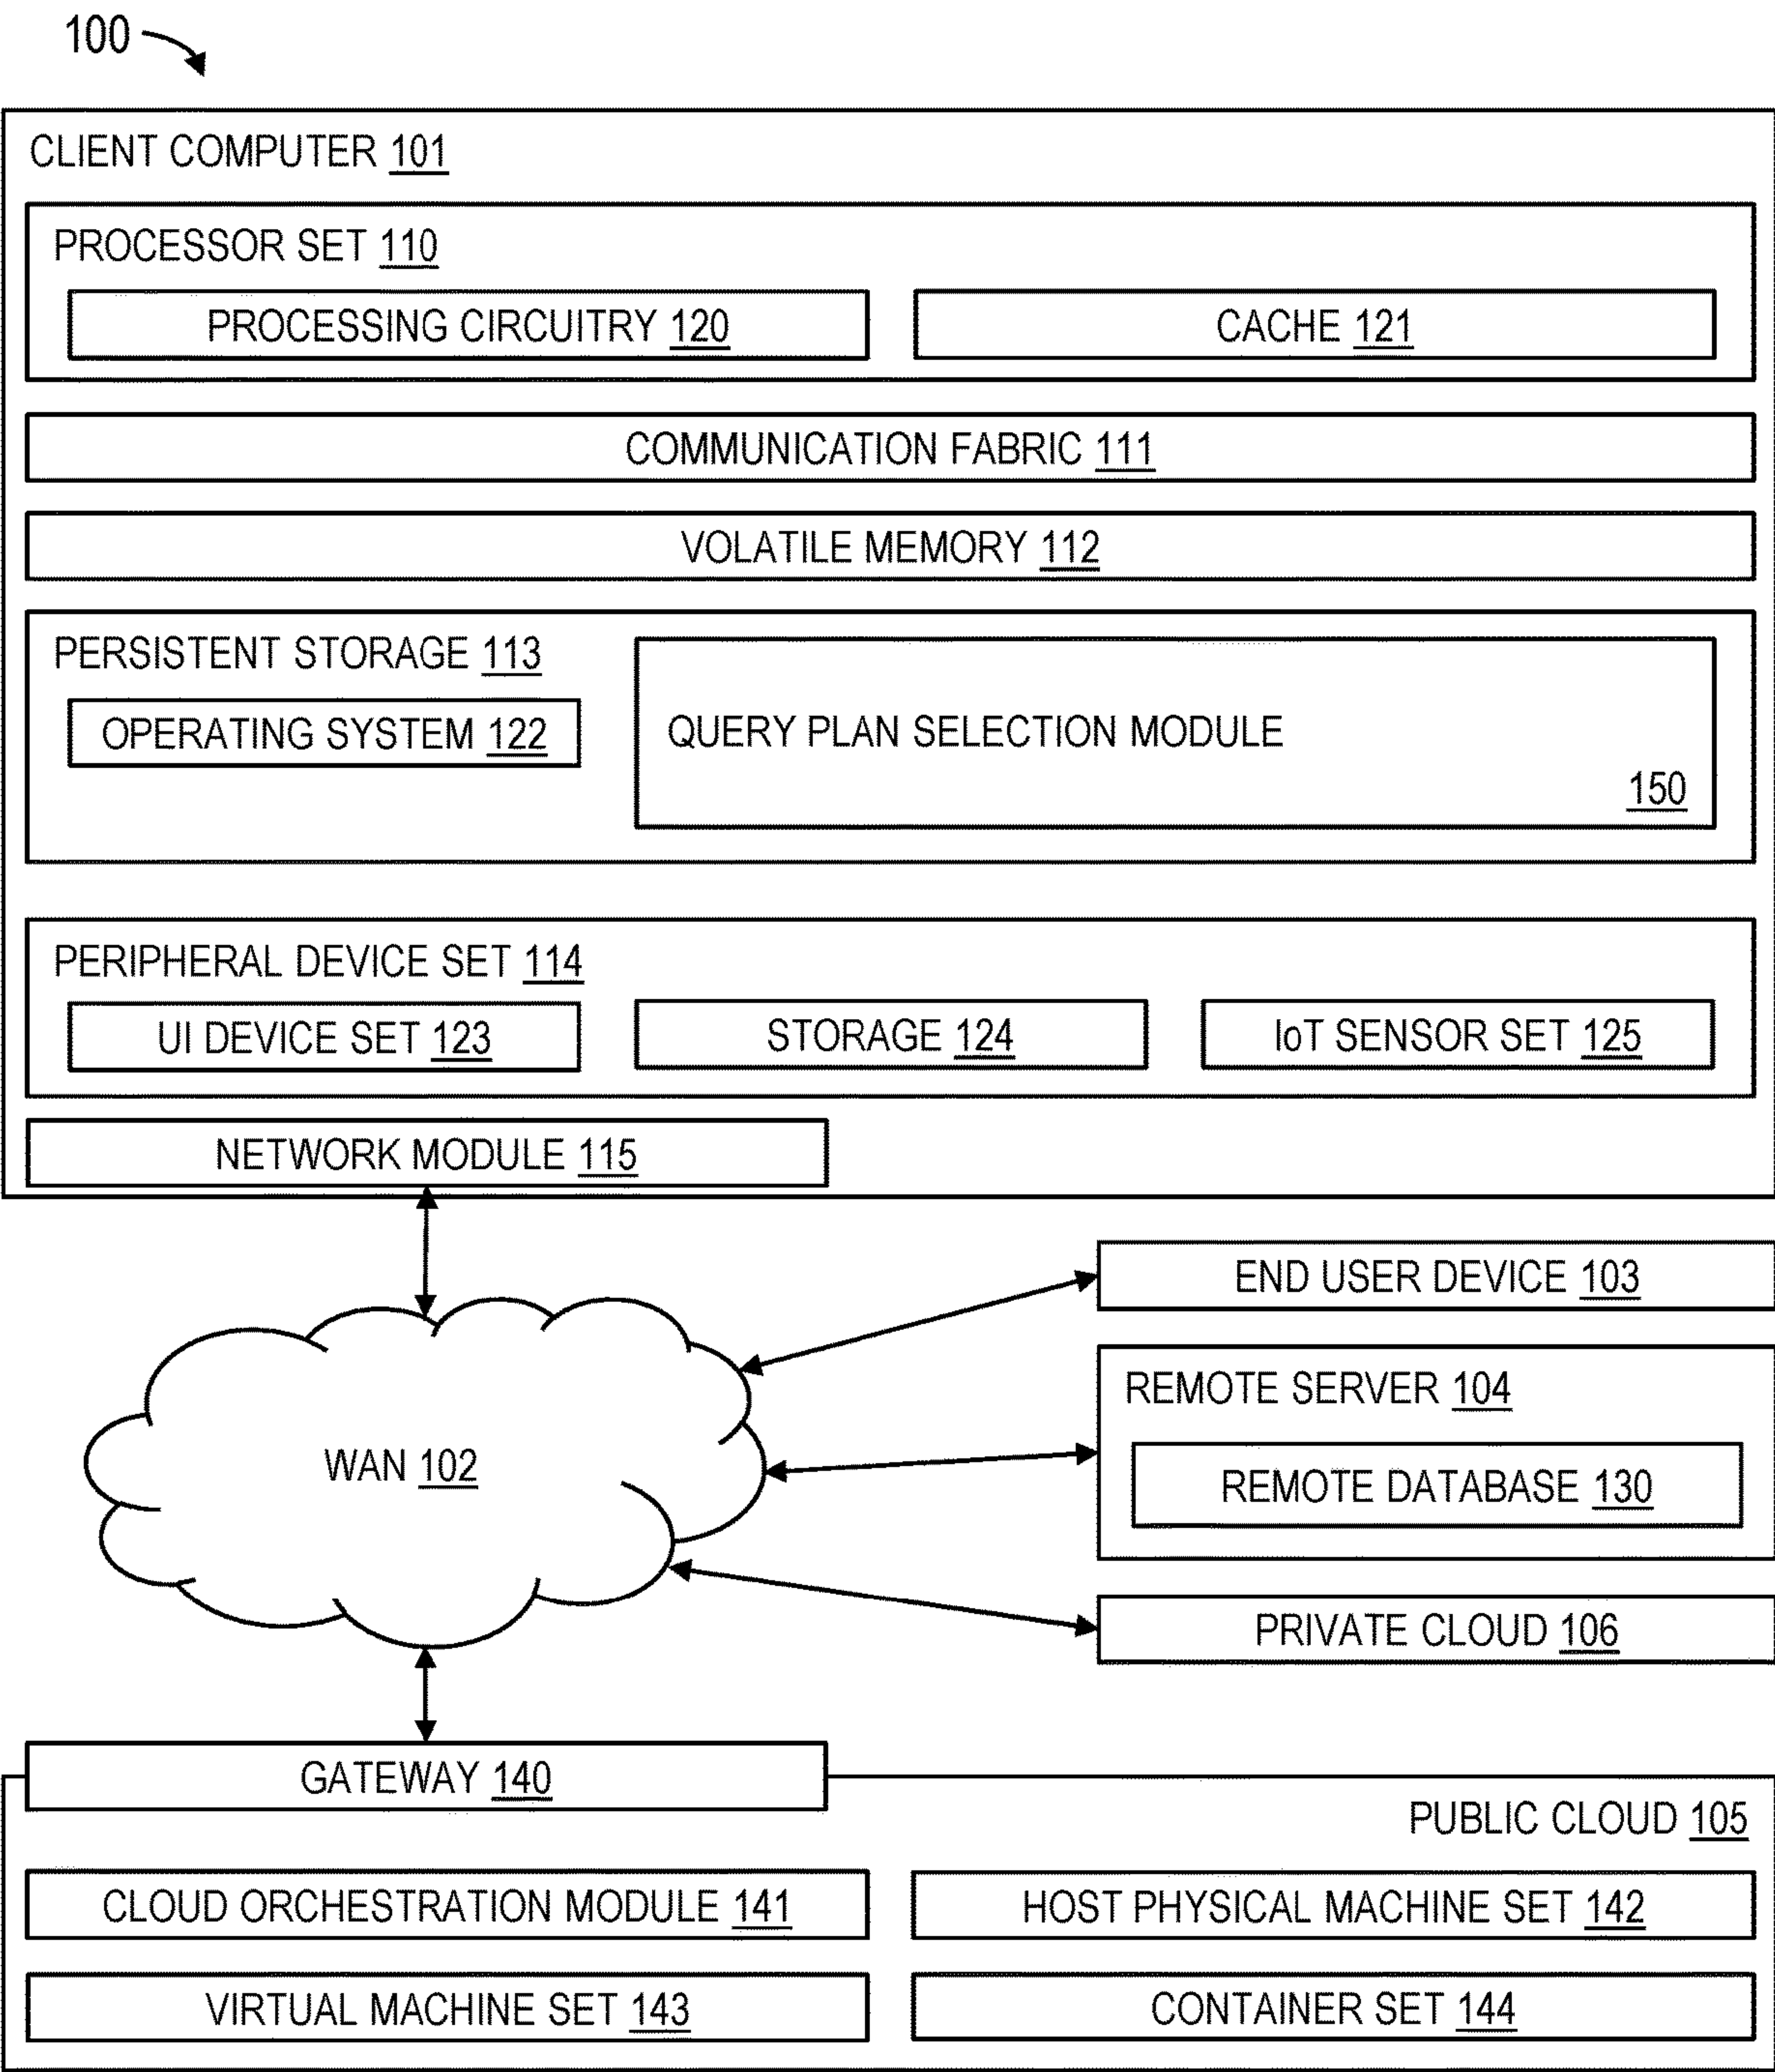 100
CLIENT COMPUTER 101
PROCESSOR SET 110
PROCESSING CIRCUITRY 120
CACHE 121
COMMUNICATION FABRIC 111
VOLATILE MEMORY 112
PERSISTENT STORAGE 113
OPERATING SYSTEM 122
QUERY PLAN SELECTION MODULE
150
PERIPHERAL DEVICE SET 114
UI DEVICE SET 123
STORAGE 124
IoT SENSOR SET 125
NETWORK MODULE 115
END USER DEVICE 103
REMOTE SERVER 104
WAN 102
REMOTE DATABASE 130
PRIVATE CLOUD 106
GATEWAY 140
PUBLIC CLOUD 105
CLOUD ORCHESTRATION MODULE 141
HOST PHYSICAL MACHINE SET 142
VIRTUAL MACHINE SET 143
CONTAINER SET 144